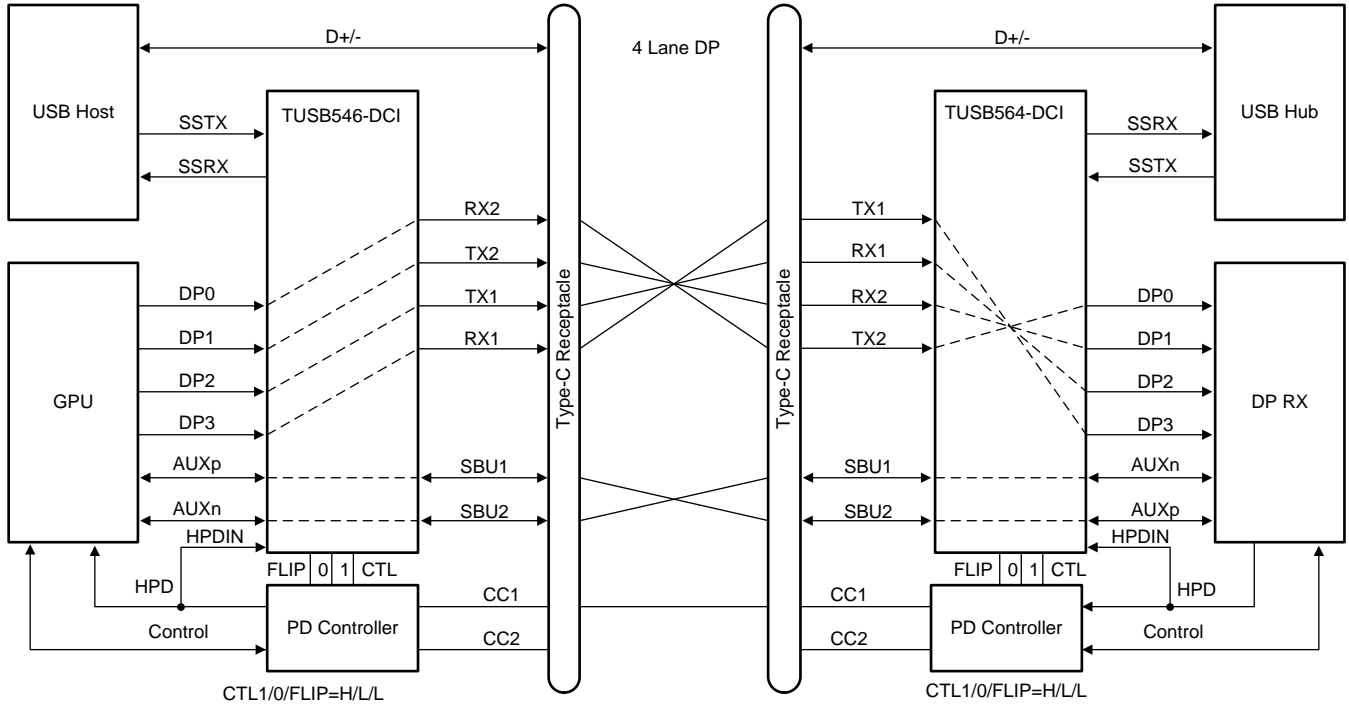 D+/-
4 Lane DP
D+/-
USB Host
TUSB546-DCI
TUSB564-DCI
USB Hub
SSTX
SSRX
SSRX
SSTX
RX2
TX2
TX1
RX1
TX1
RX1
RX2
TX2
Type-C Receptacle
Type-C Receptacle
GPU
DP0
DP1
DP2
DP3
AUXp
AUXn
HPDIN
SBU1
SBU2
SBU1
SBU2
DP0
DP1
DP2
DP3
AUXn
AUXp
HPDIN
DP RX
FLIP 0 1 CTL
FLIP 0 1 CTL
HPD
Control
PD Controller
CC1
CC2
CC1
CC2
PD Controller
HPD
Control
CTL1/0/FLIP=H/L/L
CTL1/0/FLIP=H/L/L